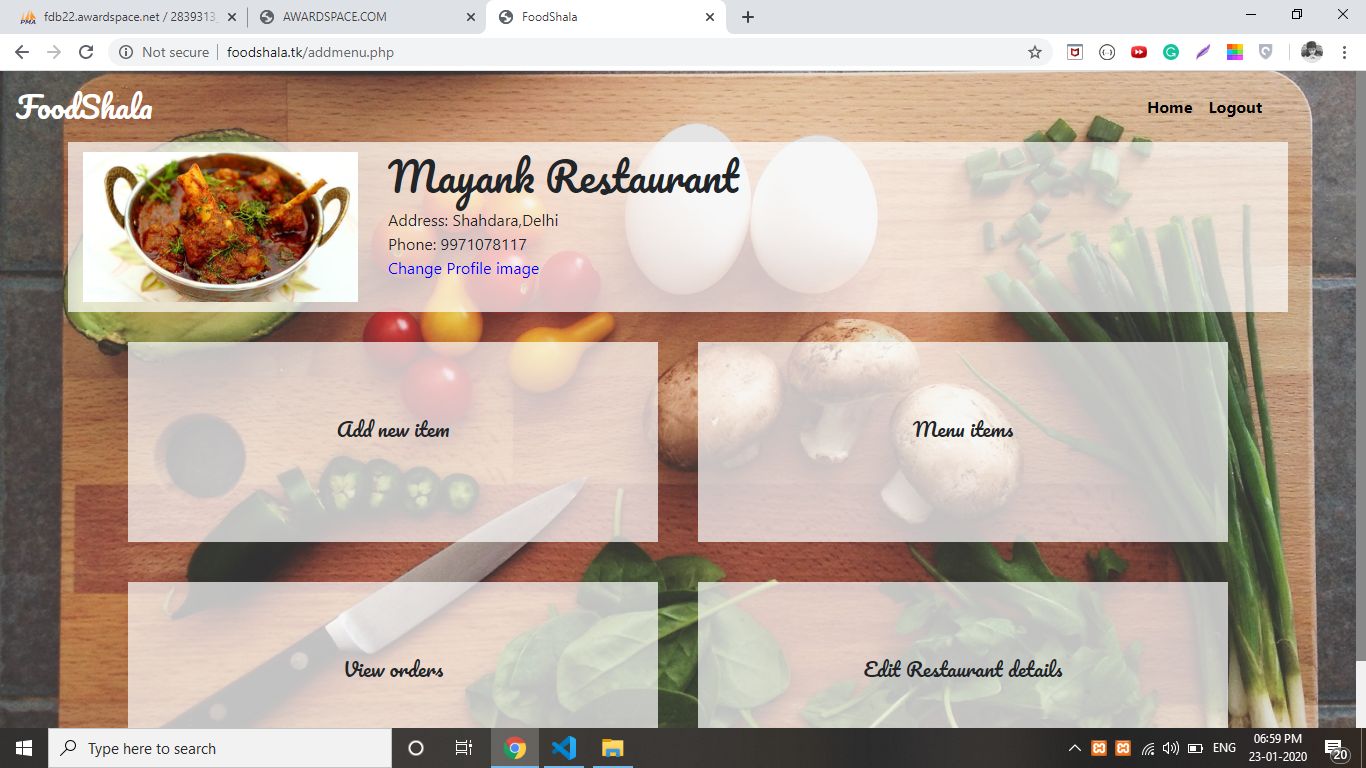 fdb22.awardspace.net / 2839313_
AWARDSPACE.COM
FoodShala
Not secure
foodshala.tk/addmenu.php
FoodShala
Home
Logout
Mayank Restaurant
Address: Shahdara,Delhi
Phone: 9971078117
Change Profile image
Add new item
Menu items
View orders
Edit Restaurant details
Type here to search
ENG
06:59 PM
23-01-2020
20